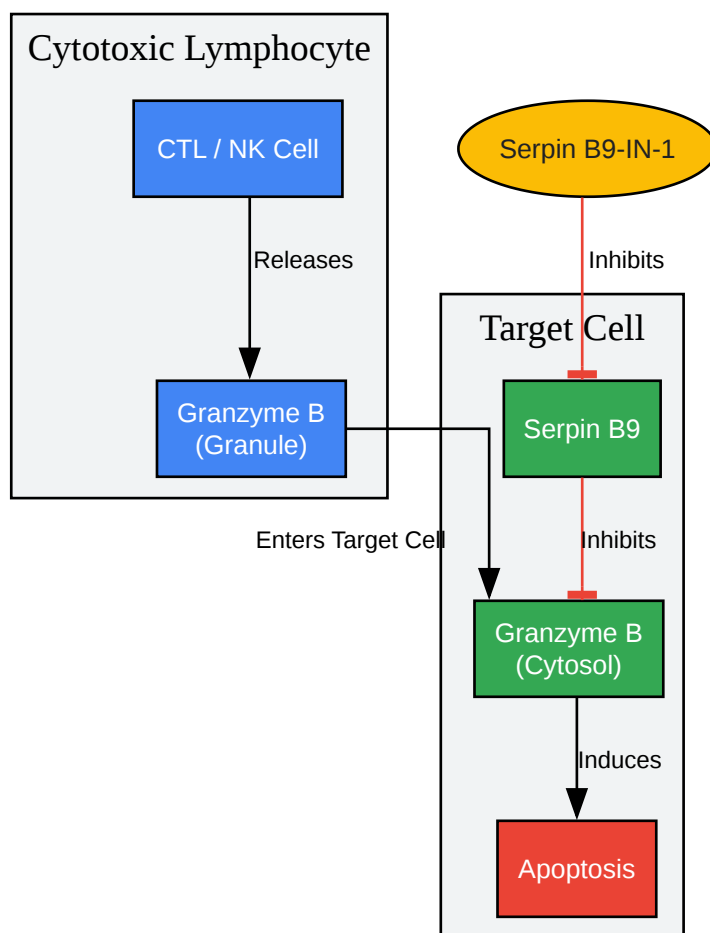 Cytotoxic Lymphocyte
CTL / NK Cell
Serpin B9-IN-1
Releases
Inhibits
Target Cell
Granzyme B
(Granule)
Serpin B9
Enters Target Cell
Inhibits
Granzyme B
(Cytosol)
Induces
Apoptosis